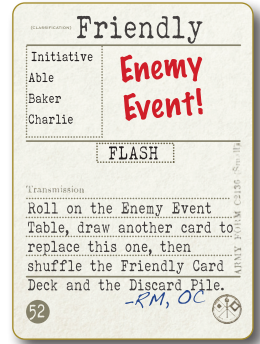 (Classification) Friendly
Initiative
Able
Baker
Charlie
Enemy
Event!
FLASH
Transmission
Roll on the Enemy Event
Table, draw another card to
replace this one, then
shuffle the Friendly Card
Deck and the Discard Pile.
-RM, OC
52